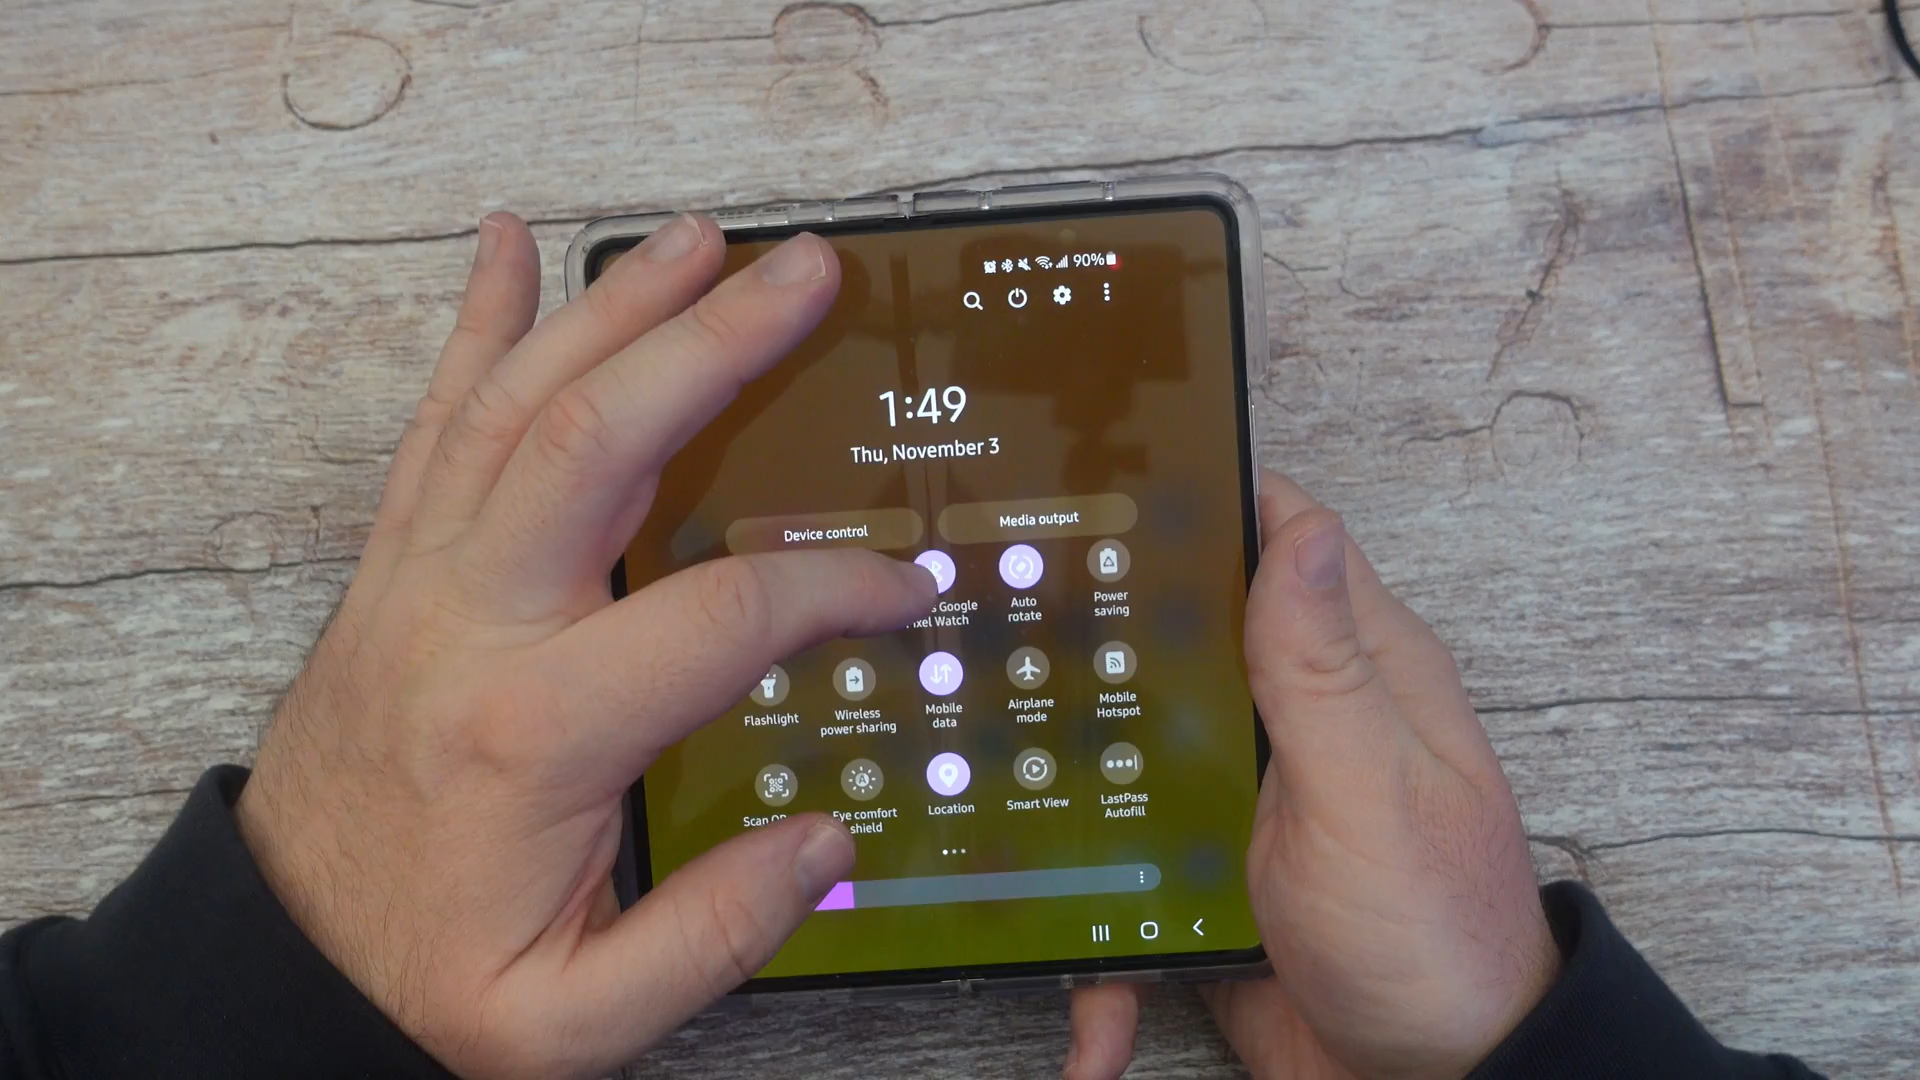 90%
1:49
Thu, November 3
Device control
Media output
Google
Watch
Auto
rotate
Power
saving
Flashlight
Wireless
power sharing
Mobile
data
Airplane
mode
Mobile
Hotspot
Scan
Eye comfort
shield
Location
Smart View
LastPass
Autofill